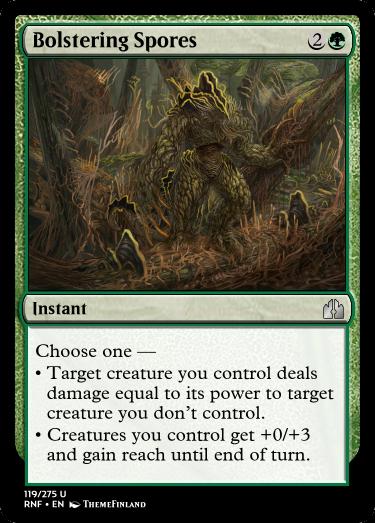 Bolstering Spores 2
Instant
Choose one —
• Target creature you control deals
damage equal to its power to target
creature you don't control.
• Creatures you control get +0/+3
and gain reach until end of turn.
119/275 U
RNF • EN ThemeFinland